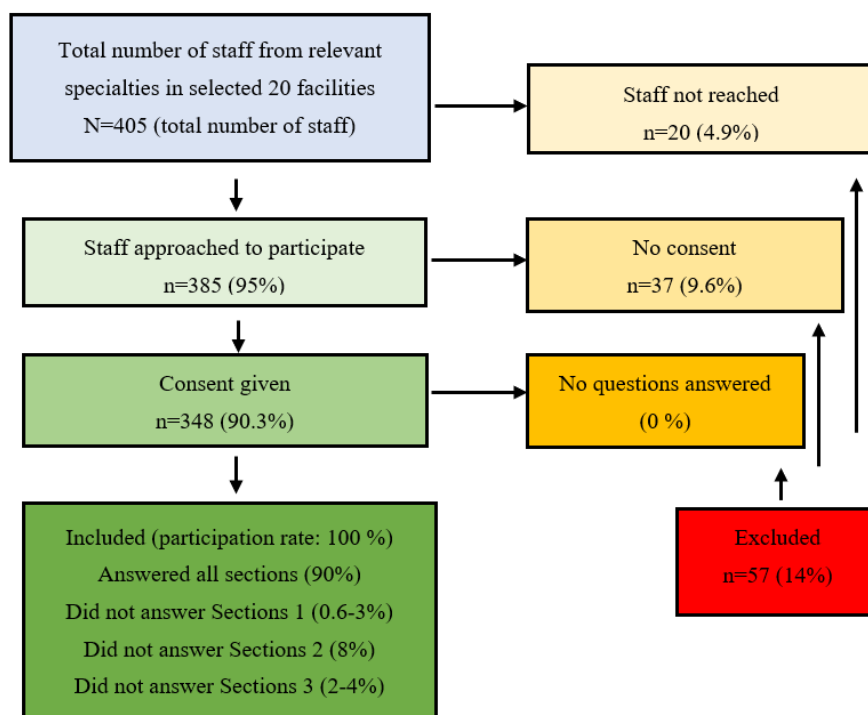 Total number of staff from relevant
specialties in selected 20 facilities
N=405 (total number of staff)
Staff not reached
n=20 (4.9%)
Staff approached to participate
n=385 (95%)
No consent
n=37 (9.6%)
Consent given
n=348 (90.3%)
No questions answered
(0 %)
Included (participation rate: 100 %)
Answered all sections (90%)
Did not answer Sections 1 (0.6-3%)
Did not answer Sections 2 (8%)
Did not answer Sections 3 (2-4%)
Excluded
n=57 (14%)